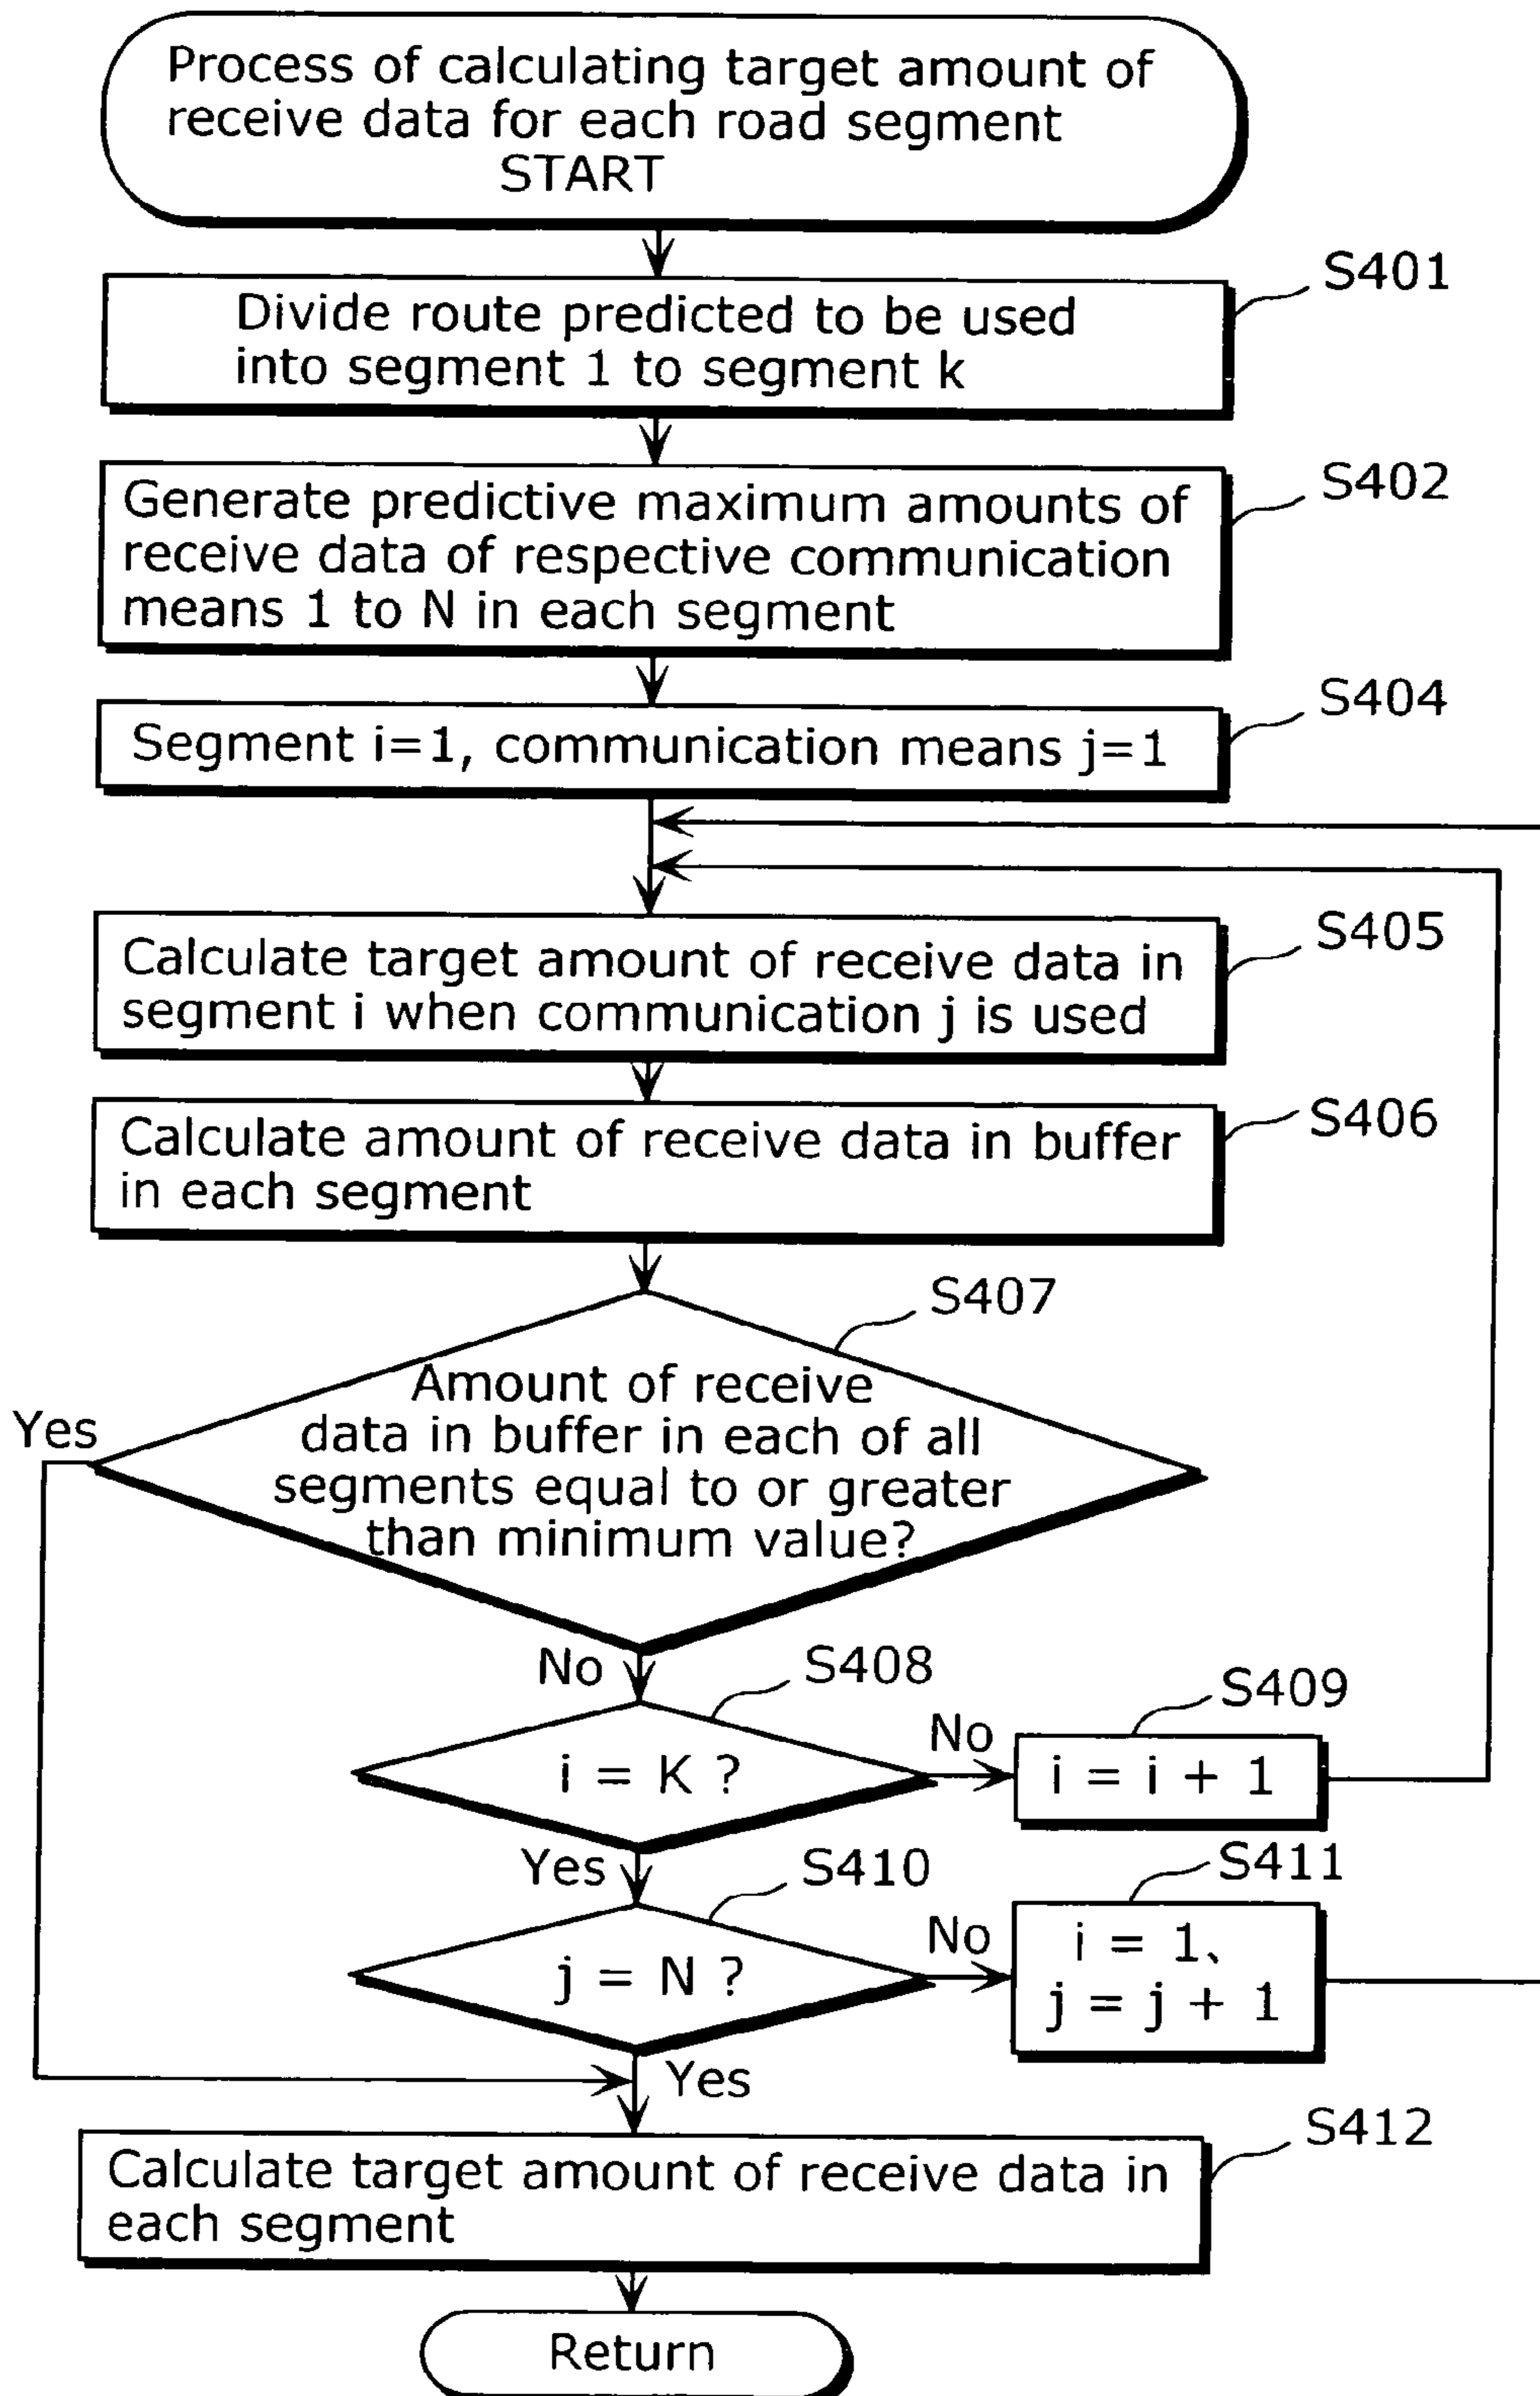 Process of calculating target amount of
receive data for each road segment
START
S401
Divide route predicted to be used
into segment 1 to segment k
S402
Generate predictive maximum amounts of
receive data of respective communication
means 1 to N in each segment
S404
Segment i=1, communication means j=1
S405
Calculate target amount of receive data in
segment i when communication j is used
S406
Calculate amount of receive data in buffer
in each segment
S407
Amount of receive
data in buffer in each of all
segments equal to or greater
than minimum value?
Yes
No
S408
i = K ?
No
S409
i = i + 1
Yes
S410
j = N ?
No
S411
i = 1、
j = j + 1
Yes
S412
Calculate target amount of receive data in
each segment
Return